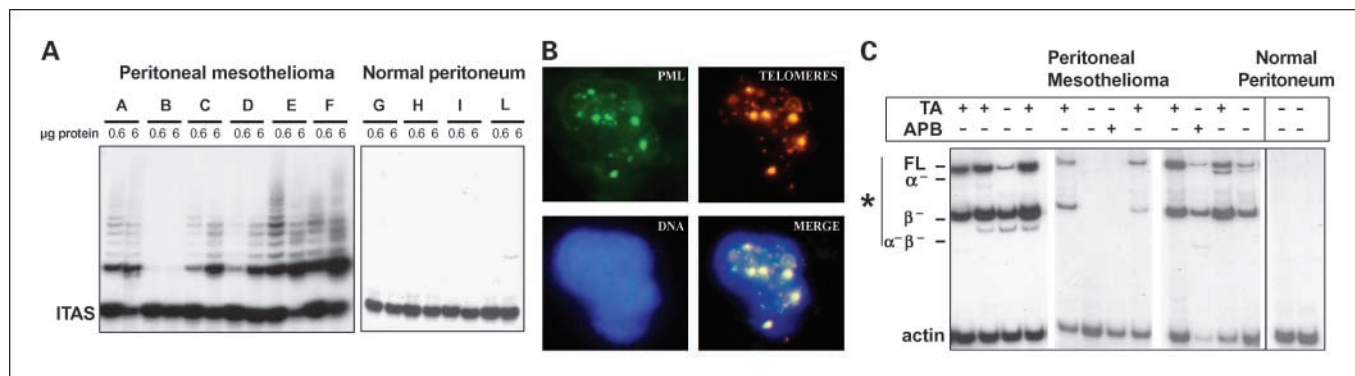 A
Peritoneal mesothelioma Normal peritoneum
A B C D E F G H I L
µg protein 0.6 6 0.6 6 0.6 6 0.6 6 0.6 6 0.6 6 0.6 6 0.6 6 0.6 6 0.6 6
ITAS
B
PML TELOMERES
DNA MERGE
C
Peritoneal Mesothelioma Normal Peritoneum
TA + + - + + - - + + - + - - -
APB - - - - - - + - - + - - - -
FL
α⁻
*
β⁻
α⁻β⁻
actin